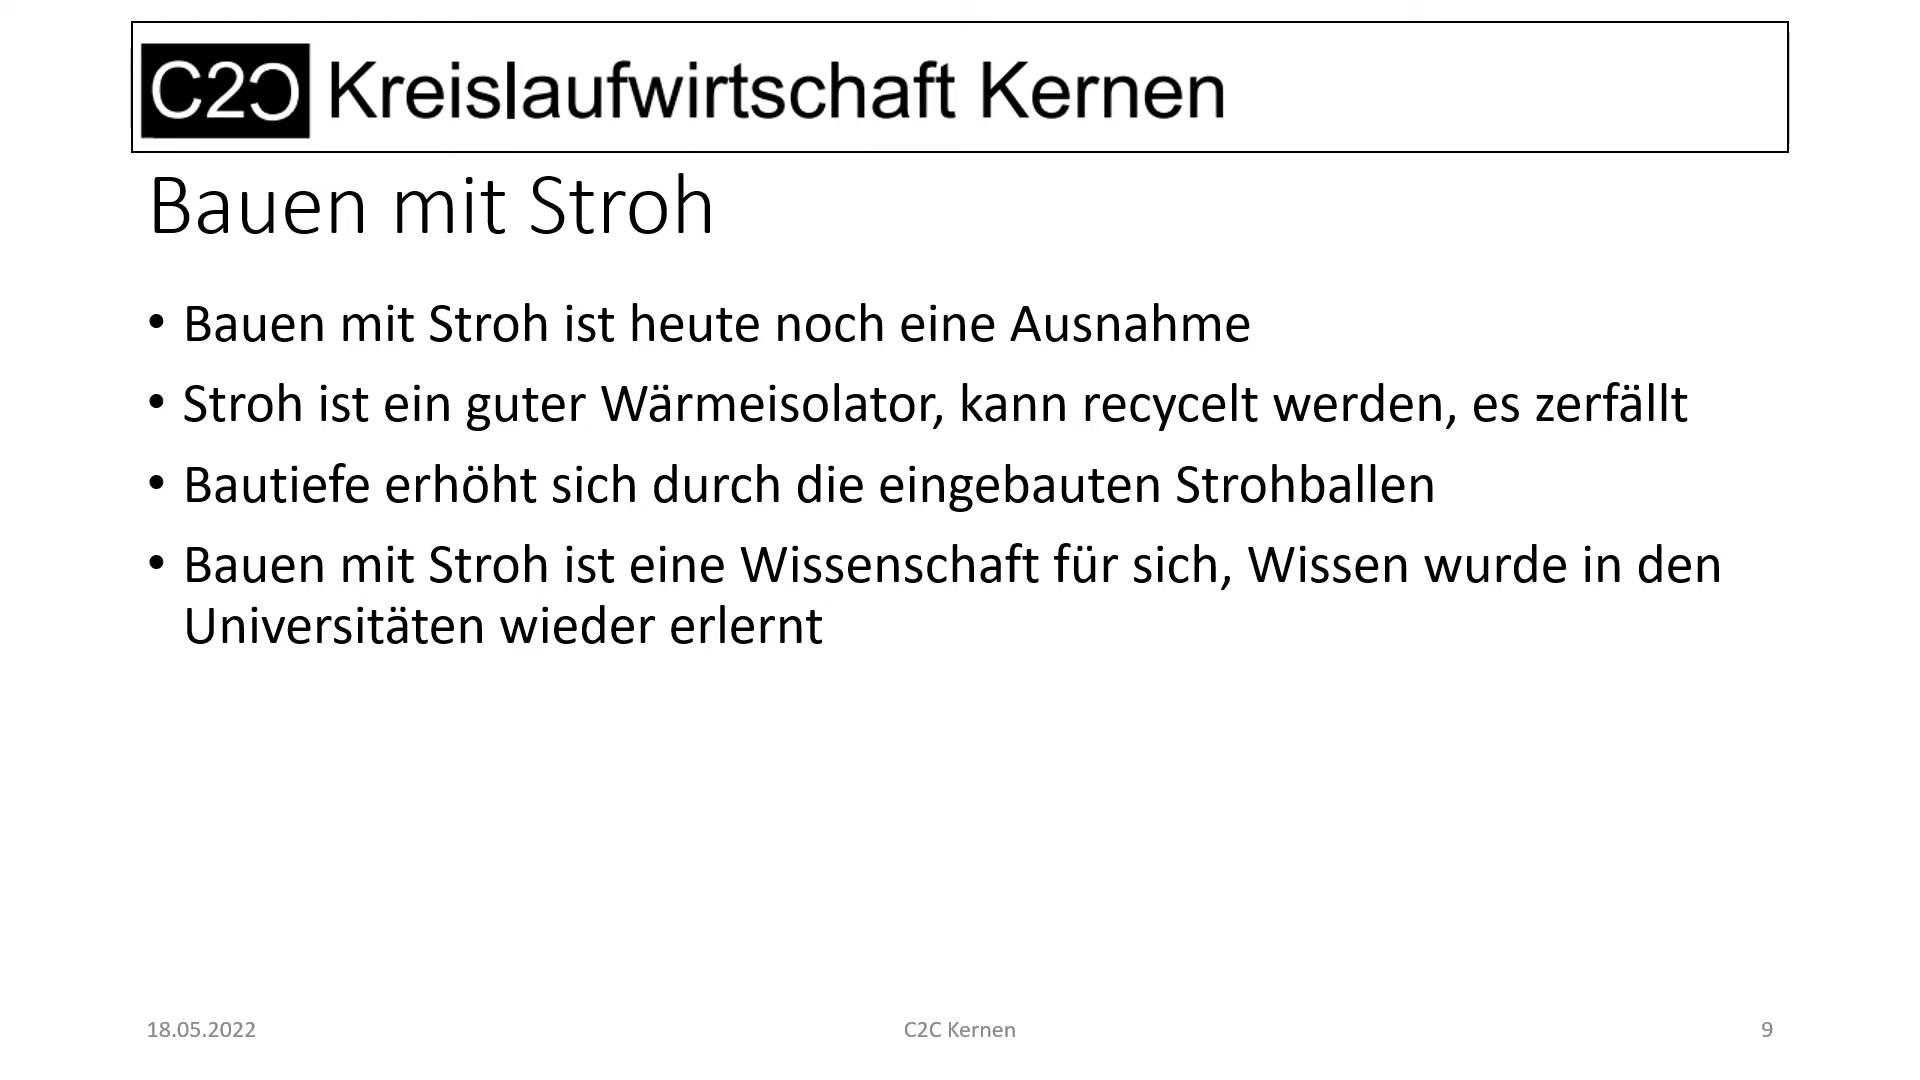 C2C Kreislaufwirtschaft Kernen
Bauen mit Stroh
• Bauen mit Stroh ist heute noch eine Ausnahme
• Stroh ist ein guter Wärmeisolator, kann recycelt werden, es zerfällt
• Bautiefe erhöht sich durch die eingebauten Strohballen
• Bauen mit Stroh ist eine Wissenschaft für sich, Wissen wurde in den
Universitäten wieder erlernt
18.05.2022
C2C Kernen
9